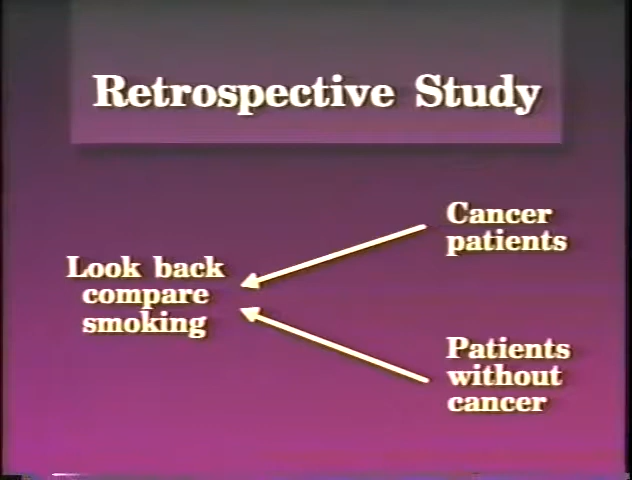 Retrospective Study
Cancer
patients
Look back
compare
smoking
Patients
without
cancer